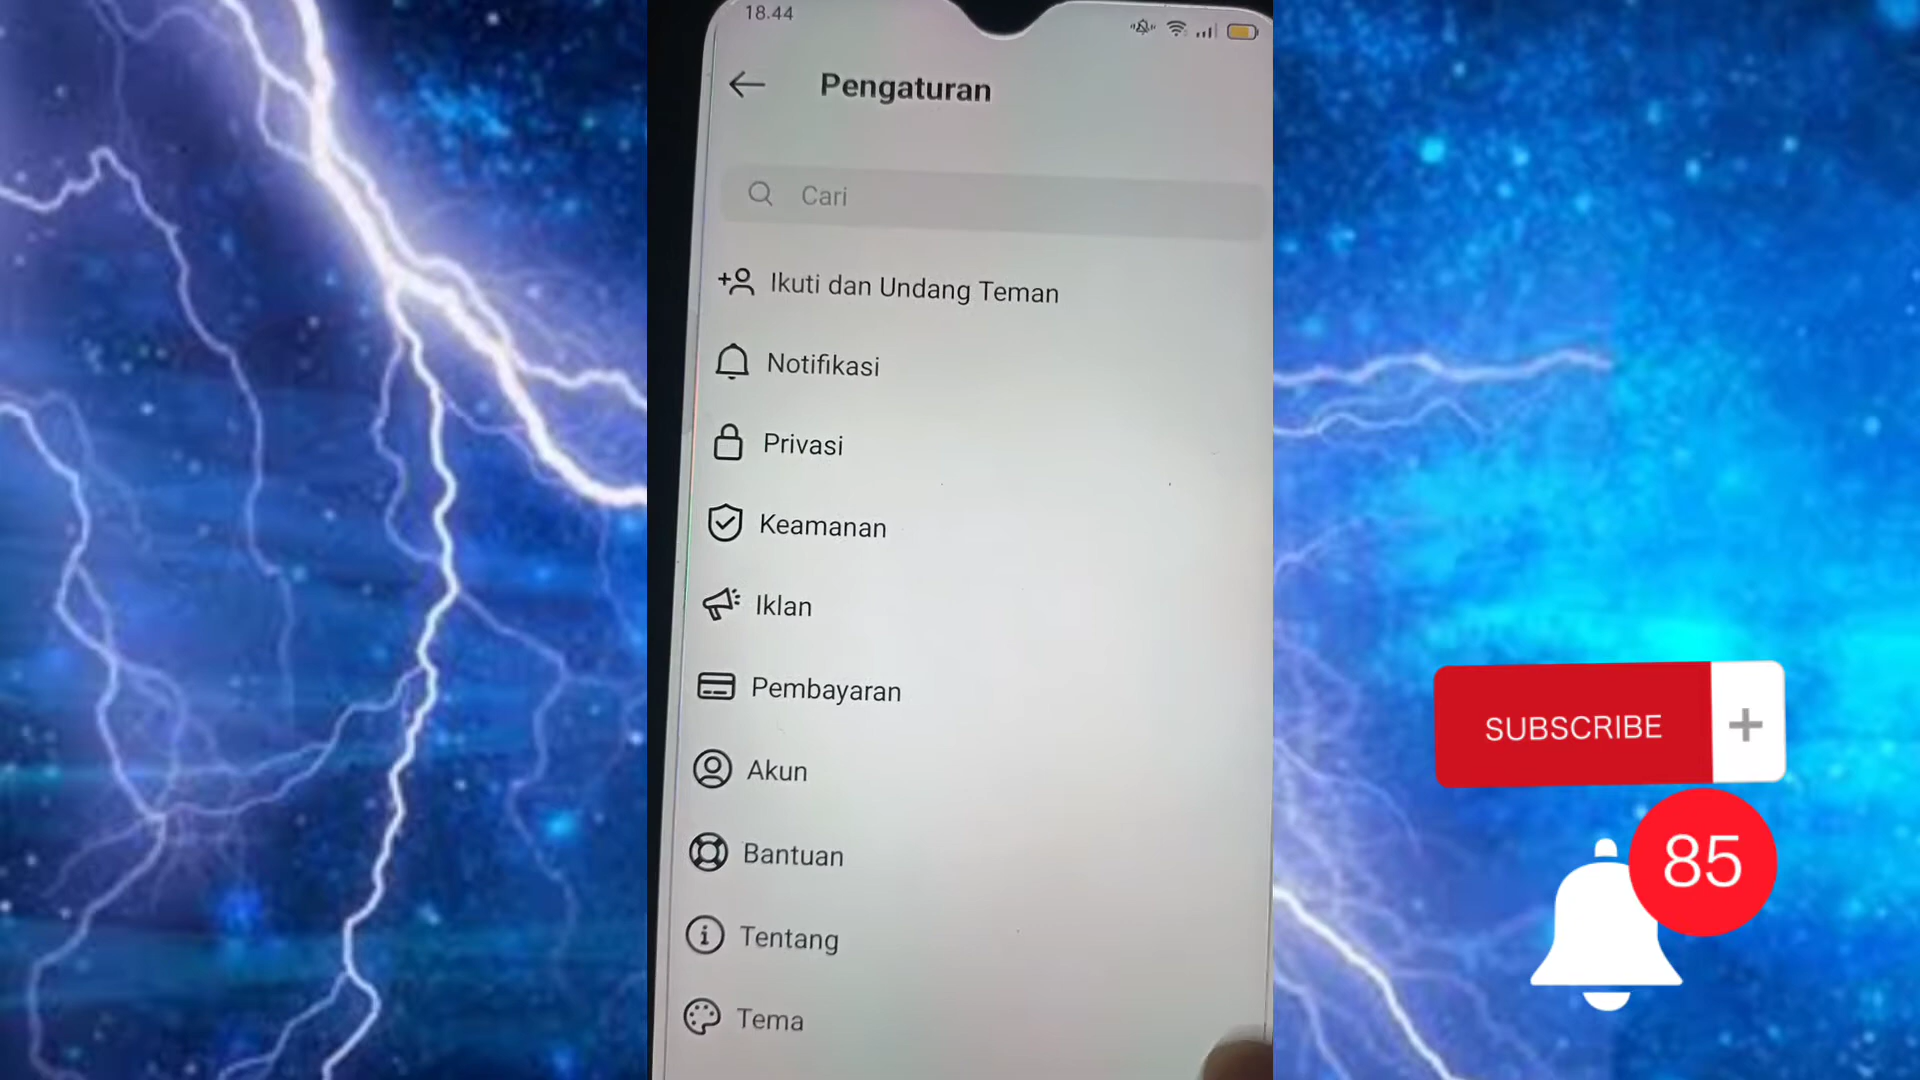 18.44
Pengaturan
Cari
Ikuti dan Undang Teman
Notifikasi
Privasi
Keamanan
Iklan
Pembayaran
Akun
Bantuan
Tentang
Tema
SUBSCRIBE +
85